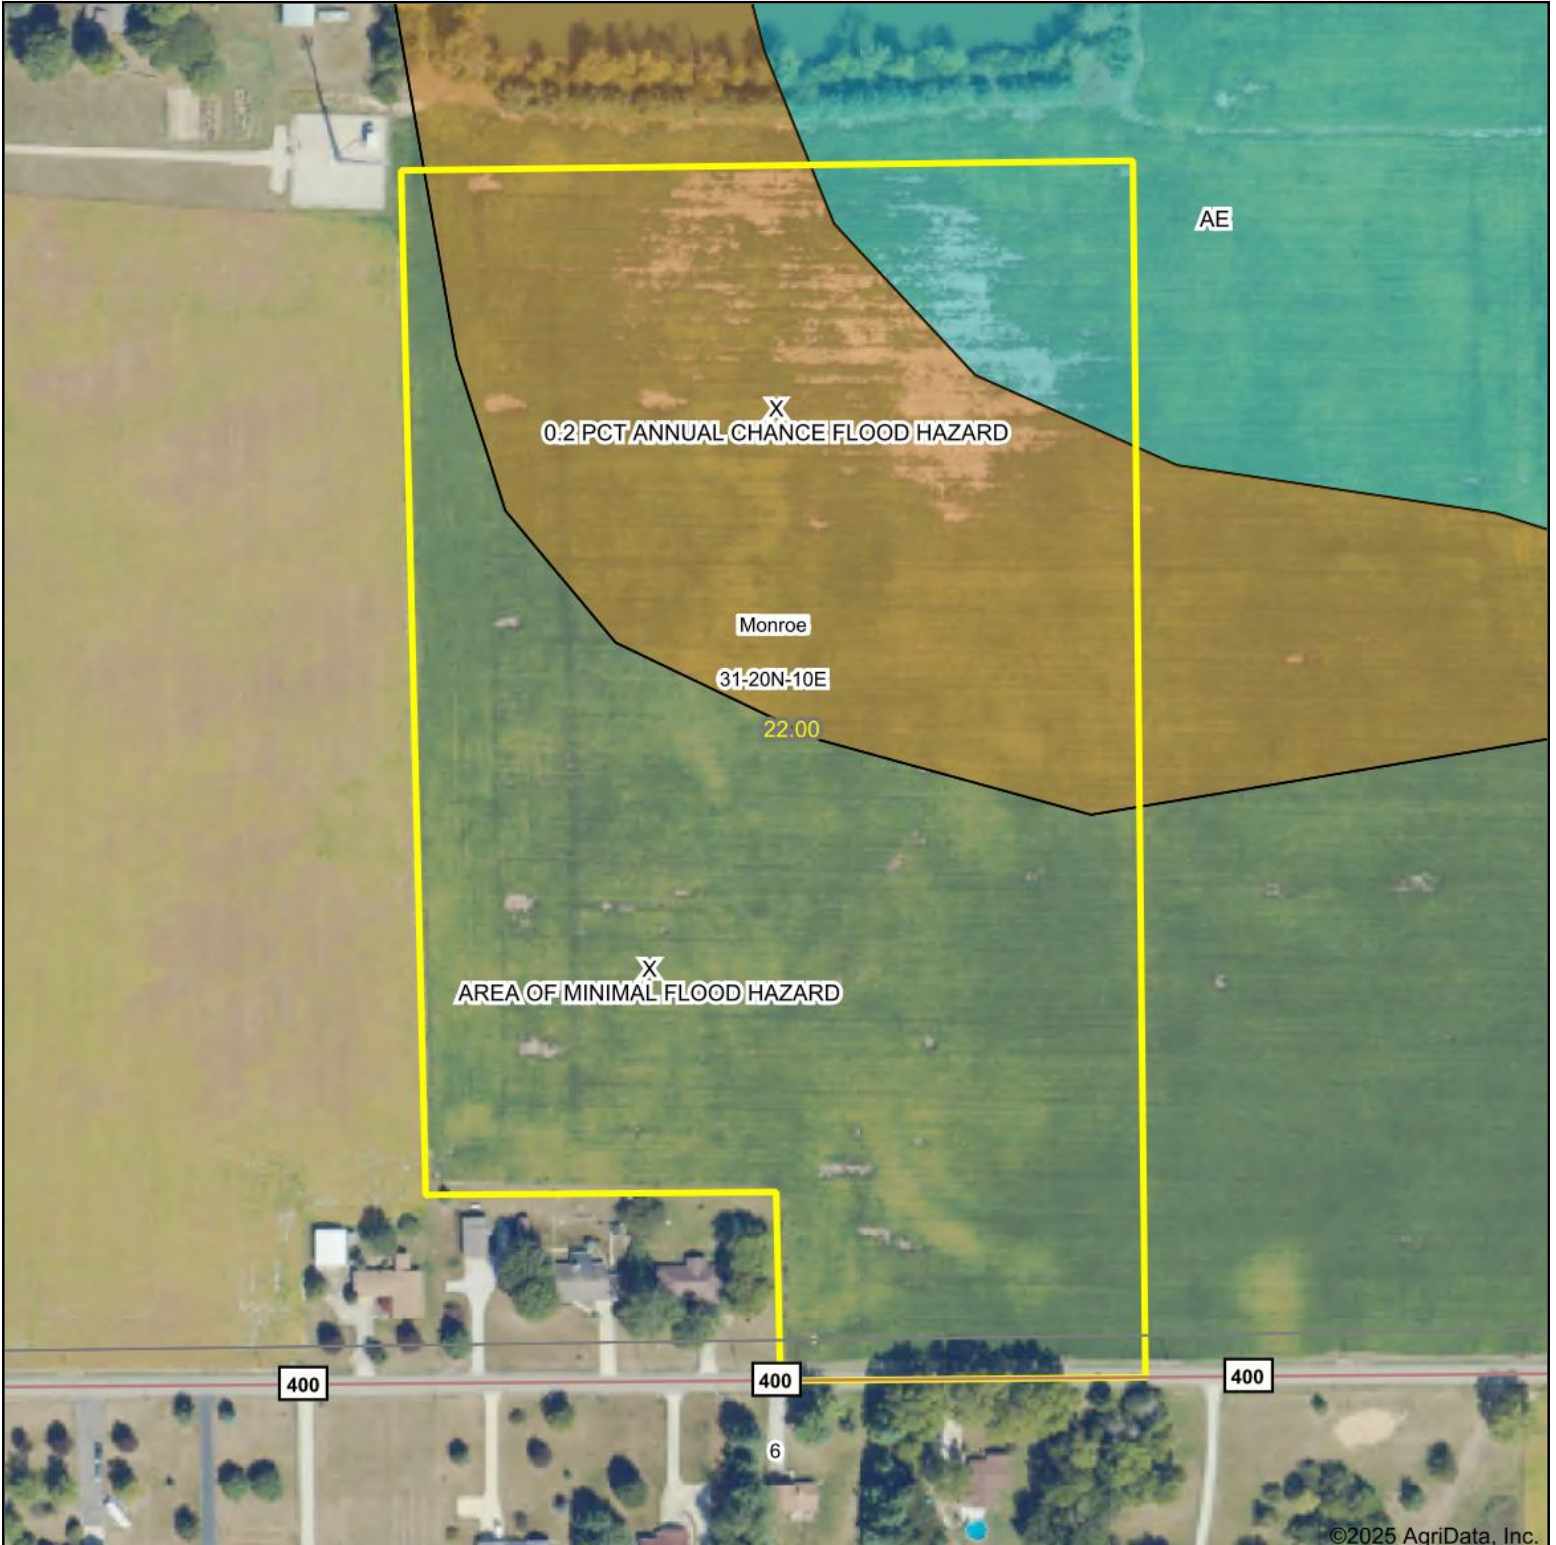 AE
X
0.2 PCT ANNUAL CHANCE FLOOD HAZARD
Monroe
31-20N-10E
22.00
X
AREA OF MINIMAL FLOOD HAZARD
400
400
400
6
©2025 AgriData, Inc.